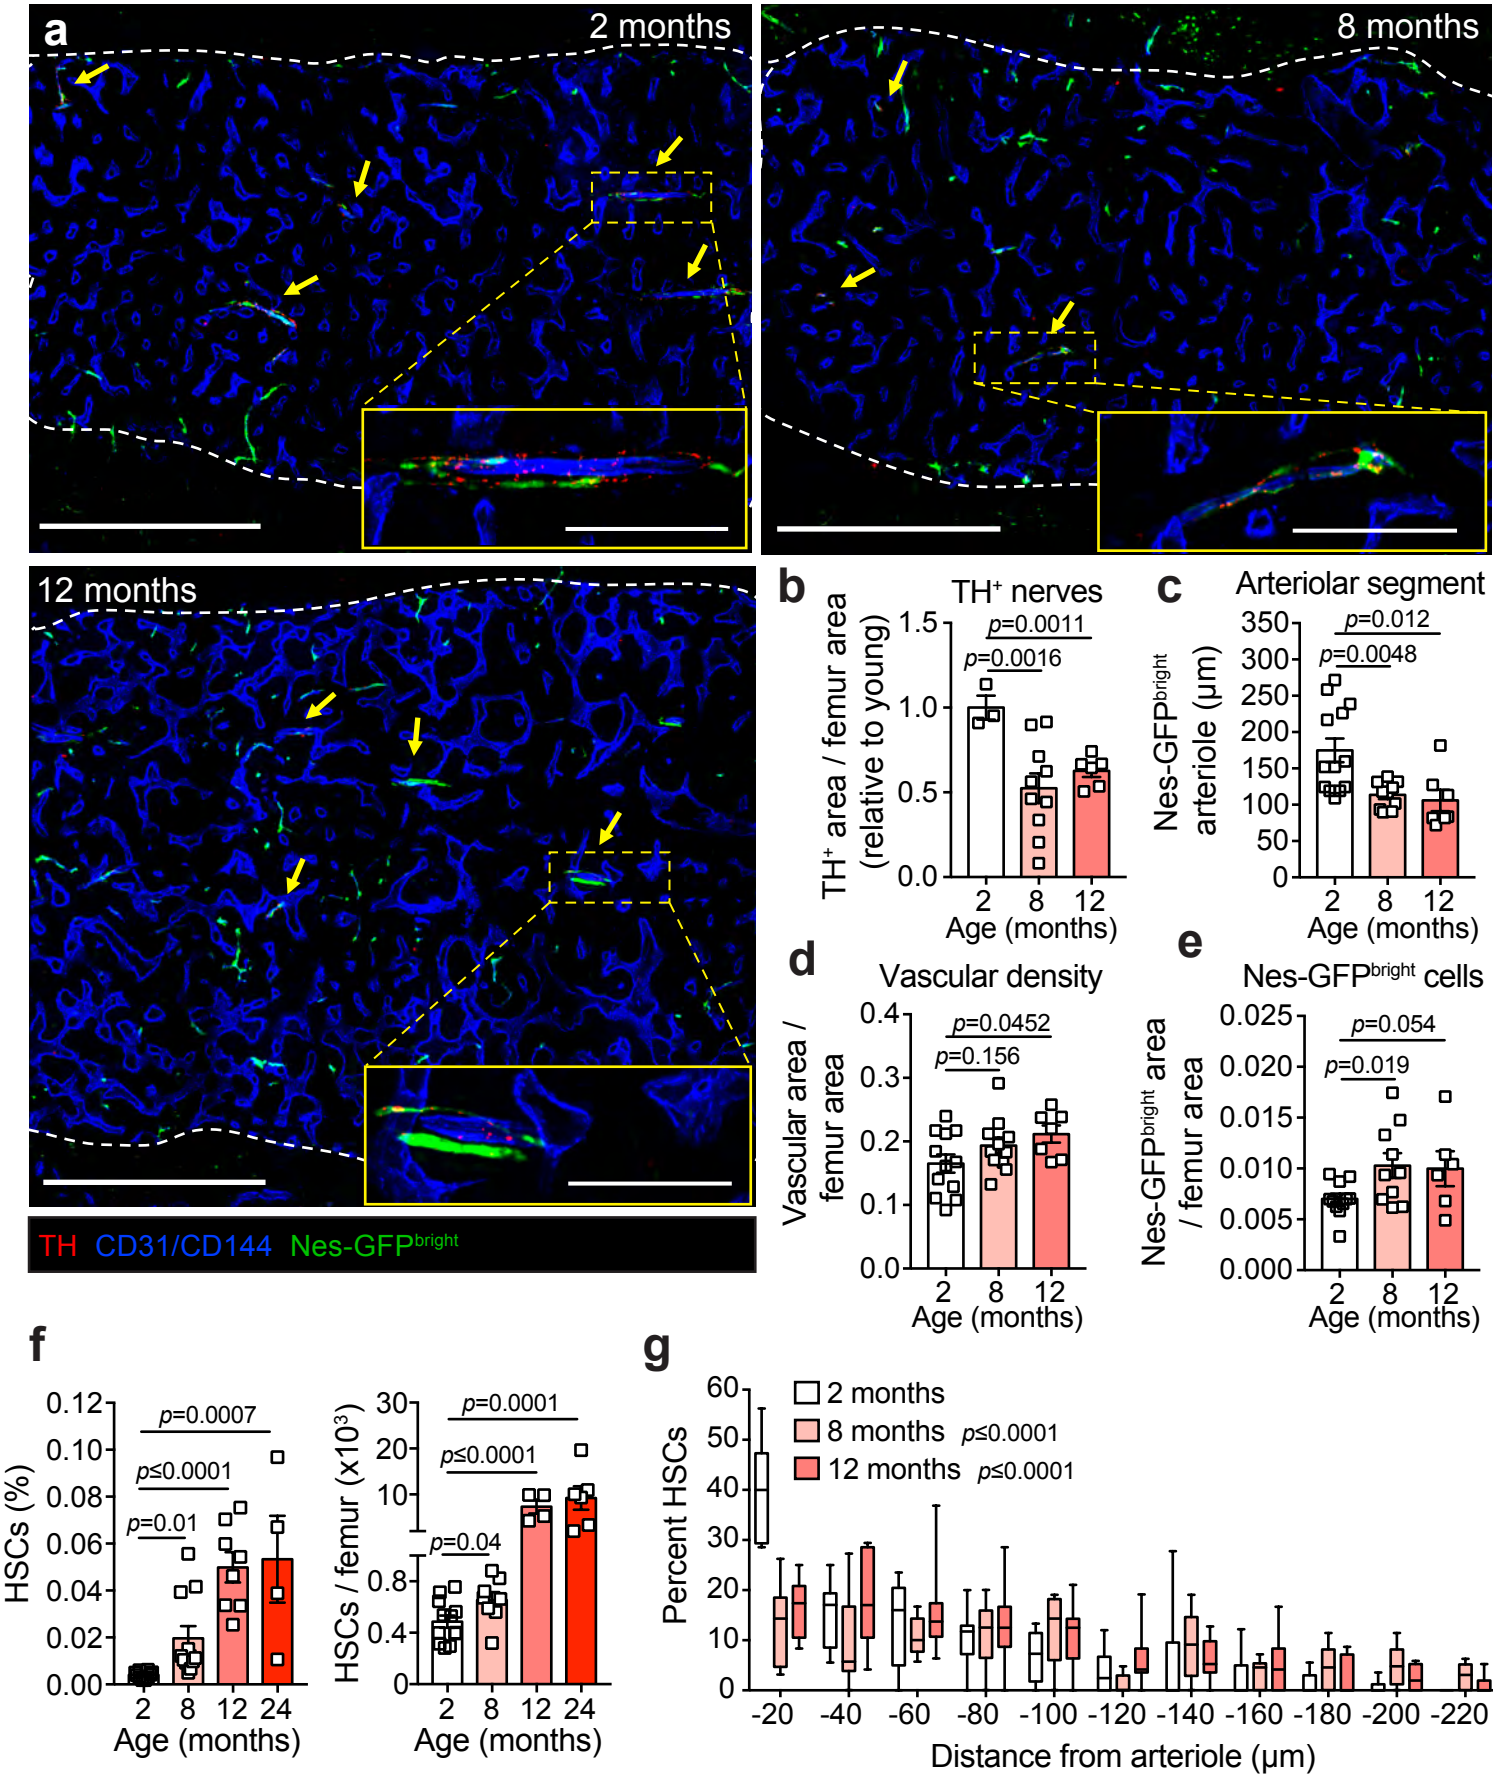 a
2 months
8 months
12 months
TH CD31/CD144 Nes-GFPbright
b
TH+ nerves
TH+ area / femur area
(relative to young)
1.5
1.0
0.5
0.0
p=0.0011
p=0.0016
2 8 12
Age (months)
c
Arteriolar segment
Nes-GFPbright
arteriole (µm)
350
300
250
200
150
100
50
0
p=0.012
p=0.0048
2 8 12
Age (months)
d
Vascular density
Vascular area /
femur area
0.4
0.3
0.2
0.1
0.0
p=0.0452
p=0.156
2 8 12
Age (months)
e
Nes-GFPbright cells
Nes-GFPbright area
/ femur area
0.025
0.020
0.015
0.010
0.005
0.000
p=0.054
p=0.019
2 8 12
Age (months)
f
HSCs (%)
0.12
0.10
0.08
0.06
0.04
0.02
0.00
p=0.0007
p≤0.0001
p=0.01
2 8 12 24
Age (months)
HSCs / femur (x10³)
30
20
10
0.8
0.4
0
p=0.0001
p≤0.0001
p=0.04
2 8 12 24
Age (months)
g
Percent HSCs
60
50
40
30
20
10
0
2 months
8 months p≤0.0001
12 months p≤0.0001
-20 -40 -60 -80 -100 -120 -140 -160 -180 -200 -220
Distance from arteriole (µm)